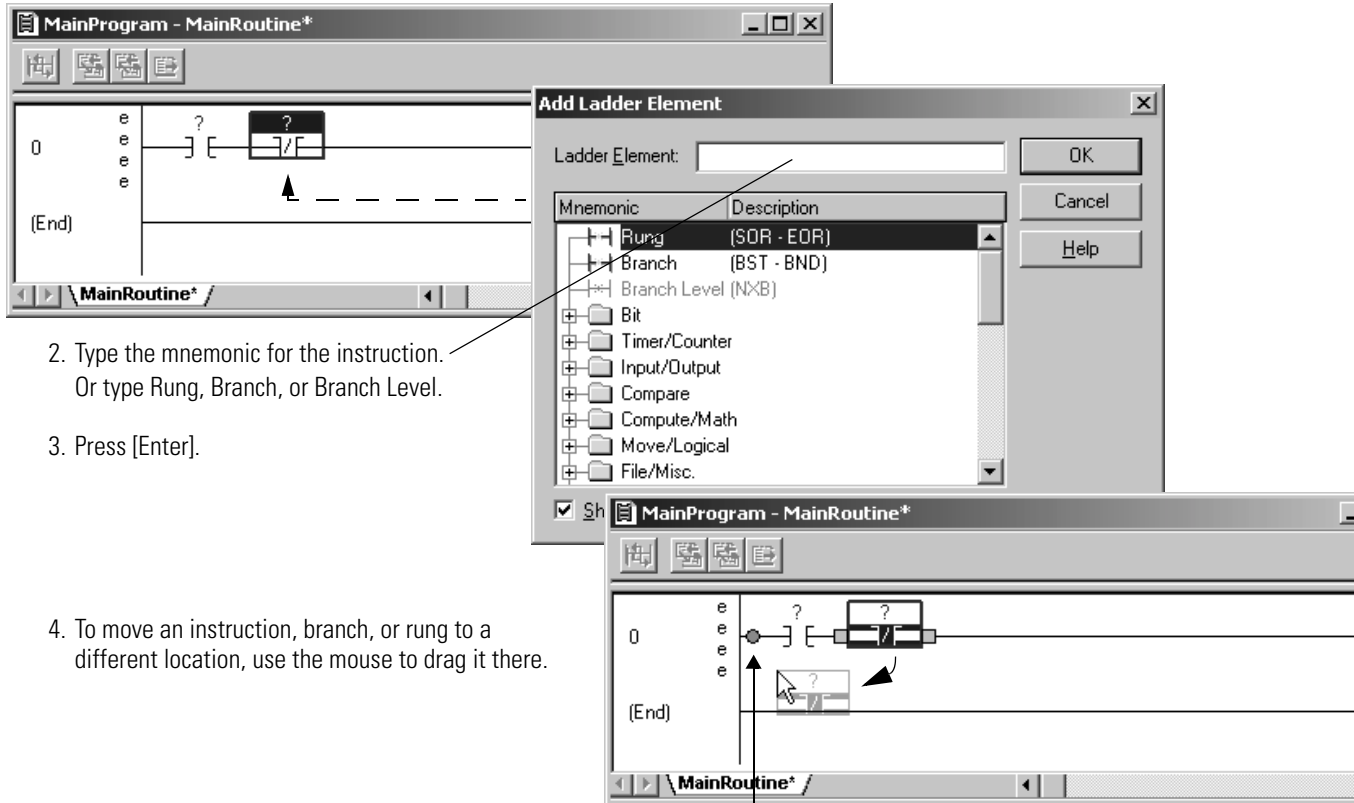 MainProgram - MainRoutine*
e
e
e
e
0
?
?
(End)
MainRoutine*
Add Ladder Element
Ladder Element:
OK
Cancel
Help
Mnemonic Description
Rung (SOR - EOR)
Branch (BST - BND)
Branch Level (NXB)
Bit
Timer/Counter
Input/Output
Compare
Compute/Math
Move/Logical
File/Misc.
Sh
2. Type the mnemonic for the instruction.
Or type Rung, Branch, or Branch Level.
3. Press [Enter].
4. To move an instruction, branch, or rung to a
different location, use the mouse to drag it there.
MainProgram - MainRoutine*
e
e
e
e
0
?
?
?
(End)
MainRoutine*